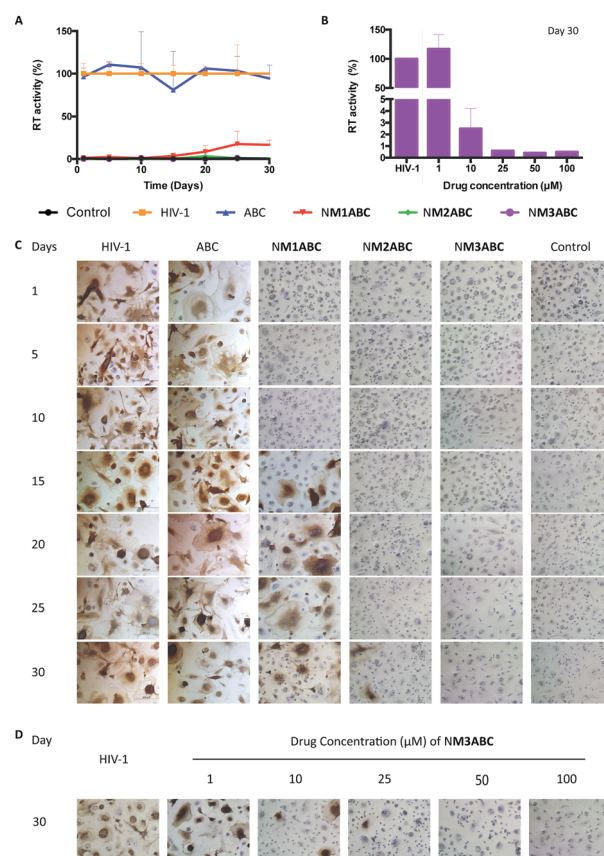 A
B
Day 30
RT activity (%)
150
100
50
0
0
10
20
30
Time (Days)
RT activity (%)
150
100
50
5
4
3
2
1
0
HIV-1
1
10
25
50
100
Drug concentration (µM)
Control HIV-1 ABC NM1ABC NM2ABC NM3ABC
C Days HIV-1 ABC NM1ABC NM2ABC NM3ABC Control
1
5
10
15
20
25
30
D Day
HIV-1
Drug Concentration (µM) of NM3ABC
1 10 25 50 100
30